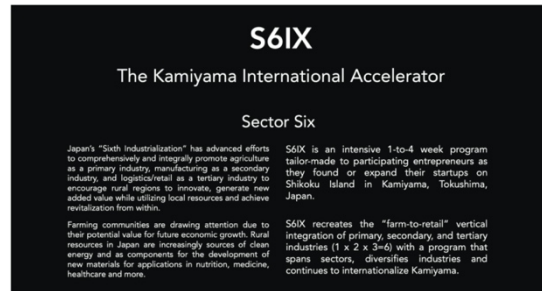 S6IX
The Kamiyama International Accelerator
Sector Six
Japan's "Sixth Industrialization" has advanced efforts
to comprehensively and integrally promote agriculture
as a primary industry, manufacturing as a secondary
industry, and logistics/retail as a tertiary industry to
encourage rural regions to innovate, generate new
added value while utilizing local resources and achieve
revitalization from within.
Farming communities are drawing attention due to
their potential value for future economic growth. Rural
resources in Japan are increasingly sources of clean
energy and as components for the development of
new materials for applications in nutrition, medicine,
healthcare and more.
S6IX is an intensive 1-to-4 week program
tailor-made to participating entrepreneurs as
they found or expand their startups on
Shikoku Island in Kamiyama, Tokushima,
Japan.
S6IX recreates the "farm-to-retail" vertical
integration of primary, secondary, and tertiary
industries (1 x 2 x 3=6) with a program that
spans sectors, diversifies industries and
continues to internationalize Kamiyama.